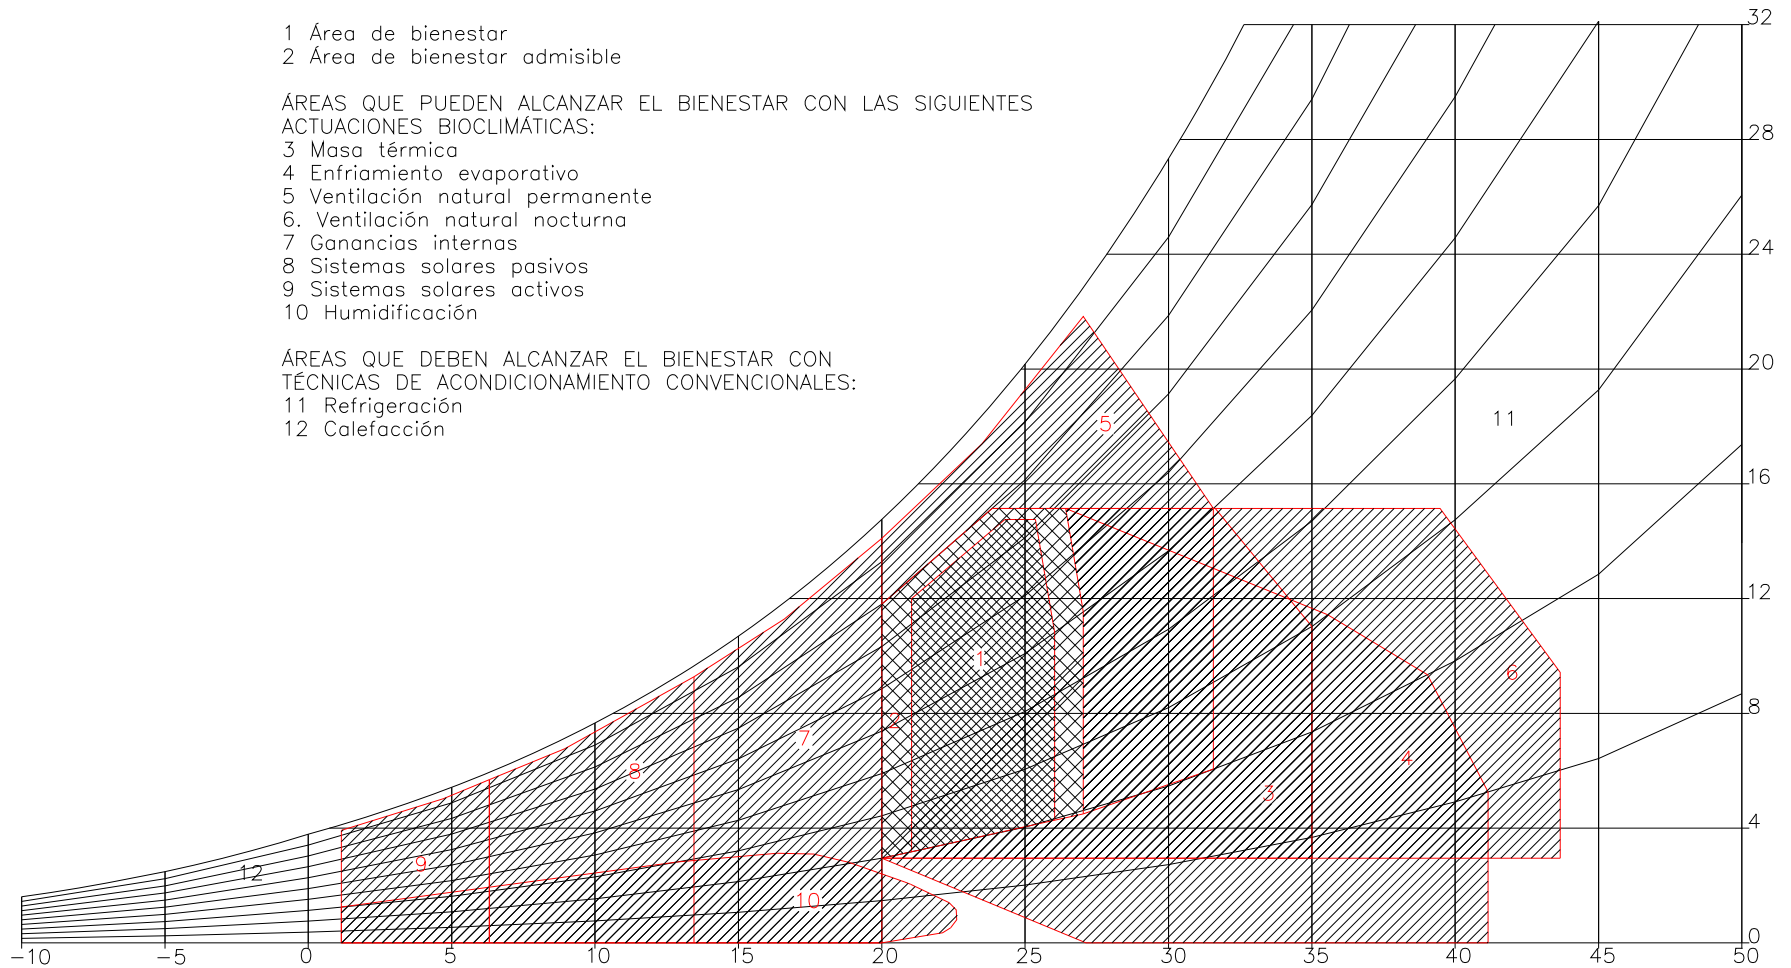 1 Área de bienestar
2 Área de bienestar admisible
ÁREAS QUE PUEDEN ALCANZAR EL BIENESTAR CON LAS SIGUIENTES
ACTUACIONES BIOCLIMÁTICAS:
3 Masa térmica
4 Enfriamiento evaporativo
5 Ventilación natural permanente
6. Ventilación natural nocturna
7 Ganancias internas
8 Sistemas solares pasivos
9 Sistemas solares activos
10 Humidificación
ÁREAS QUE DEBEN ALCANZAR EL BIENESTAR CON
TÉCNICAS DE ACONDICIONAMIENTO CONVENCIONALES:
11 Refrigeración
12 Calefacción
32
28
24
20
16
12
8
4
0
5
11
1
6
2
7
8
4
3
9
12
10
-10 -5 0 5 10 15 20 25 30 35 40 45 50